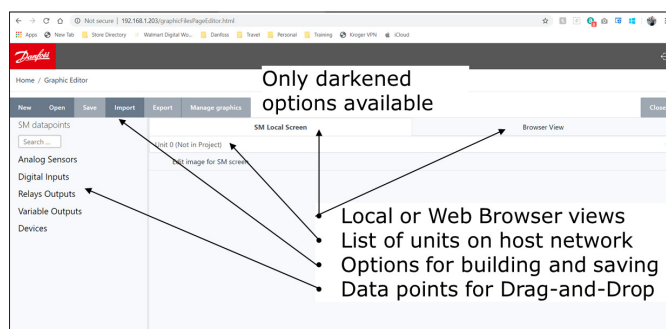 Not secure | 192.168.1.203/graphicFilesPageEditor.html
Apps New Tab Store Directory Walmart Digital Wo... Danfoss Travel Personal Training Kroger VPN iCloud
Danfoss
Home / Graphic Editor
Only darkened
options available
New Open Save Import Export Manage graphics Close
SM datapoints
SM Local Screen Browser View
Search ...
Unit 0 (Not in Project)
Analog Sensors
Edit image for SM screen
Digital Inputs
Relays Outputs
Variable Outputs
Devices
Local or Web Browser views
List of units on host network
Options for building and saving
Data points for Drag-and-Drop